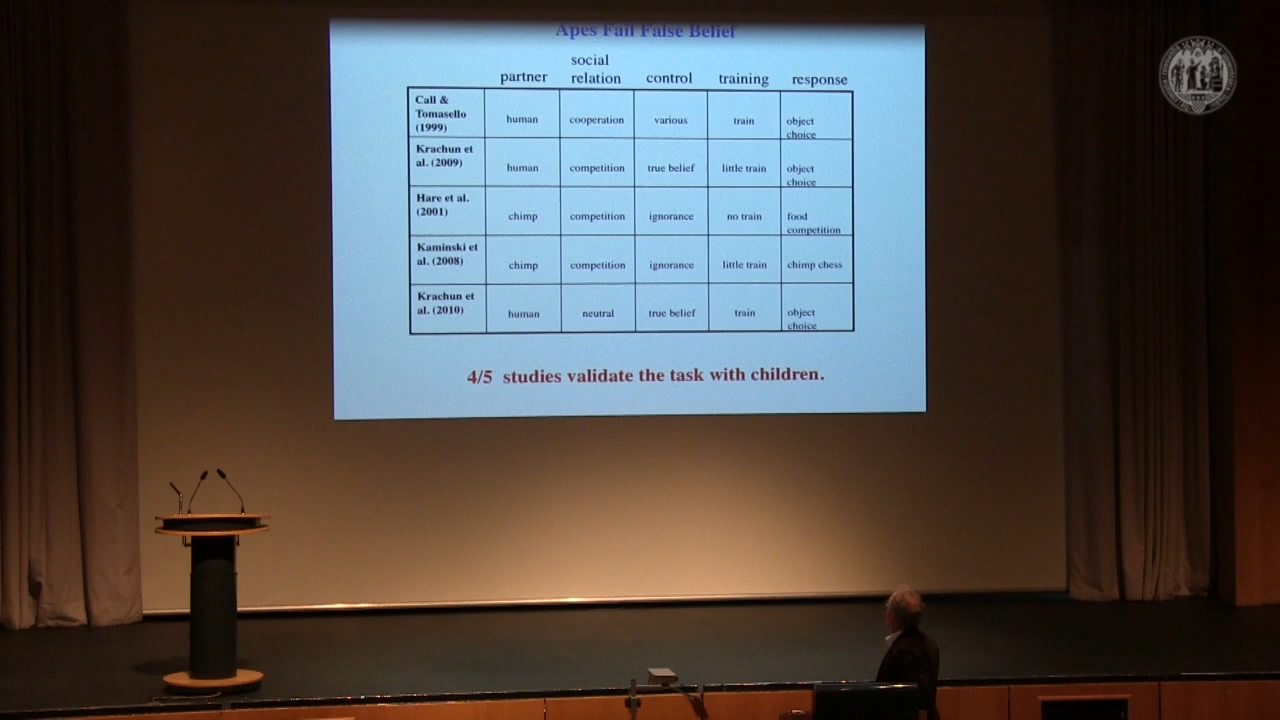 Apes Fail False Belief
partner social relation control training response
Call & Tomasello (1999) human cooperation various train object choice
Krachun et al. (2009) human competition true belief little train object choice
Hare et al. (2001) chimp competition ignorance no train food competition
Kaminski et al. (2008) chimp competition ignorance little train chimp chess
Krachun et al. (2010) human neutral true belief train object choice
4/5 studies validate the task with children.